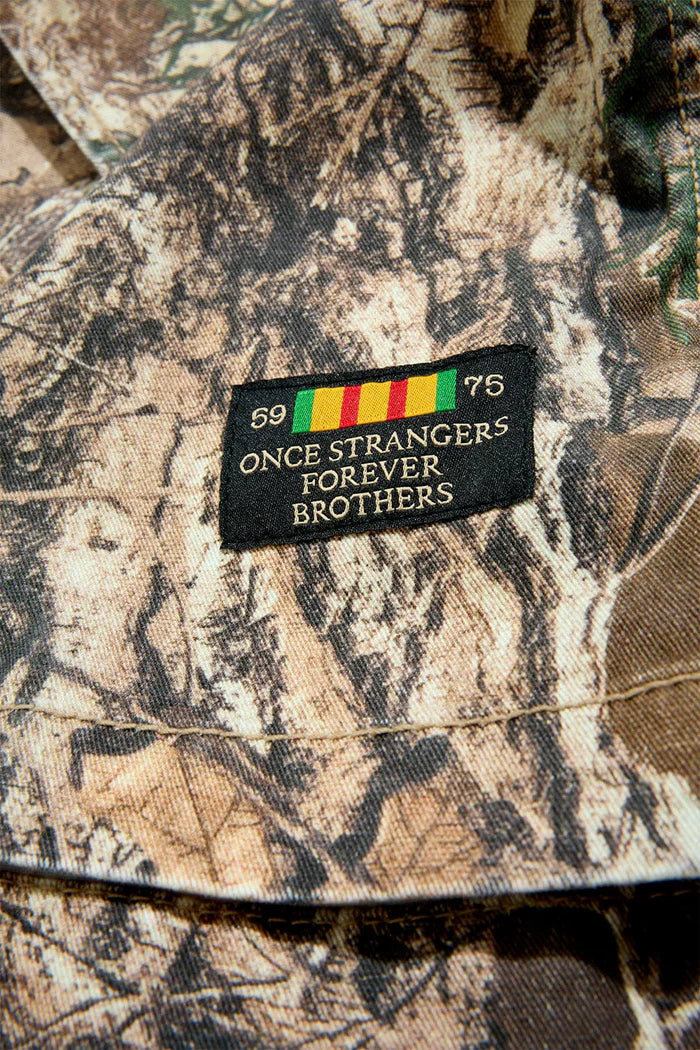 59 75
ONCE STRANGERS
FOREVER
BROTHERS